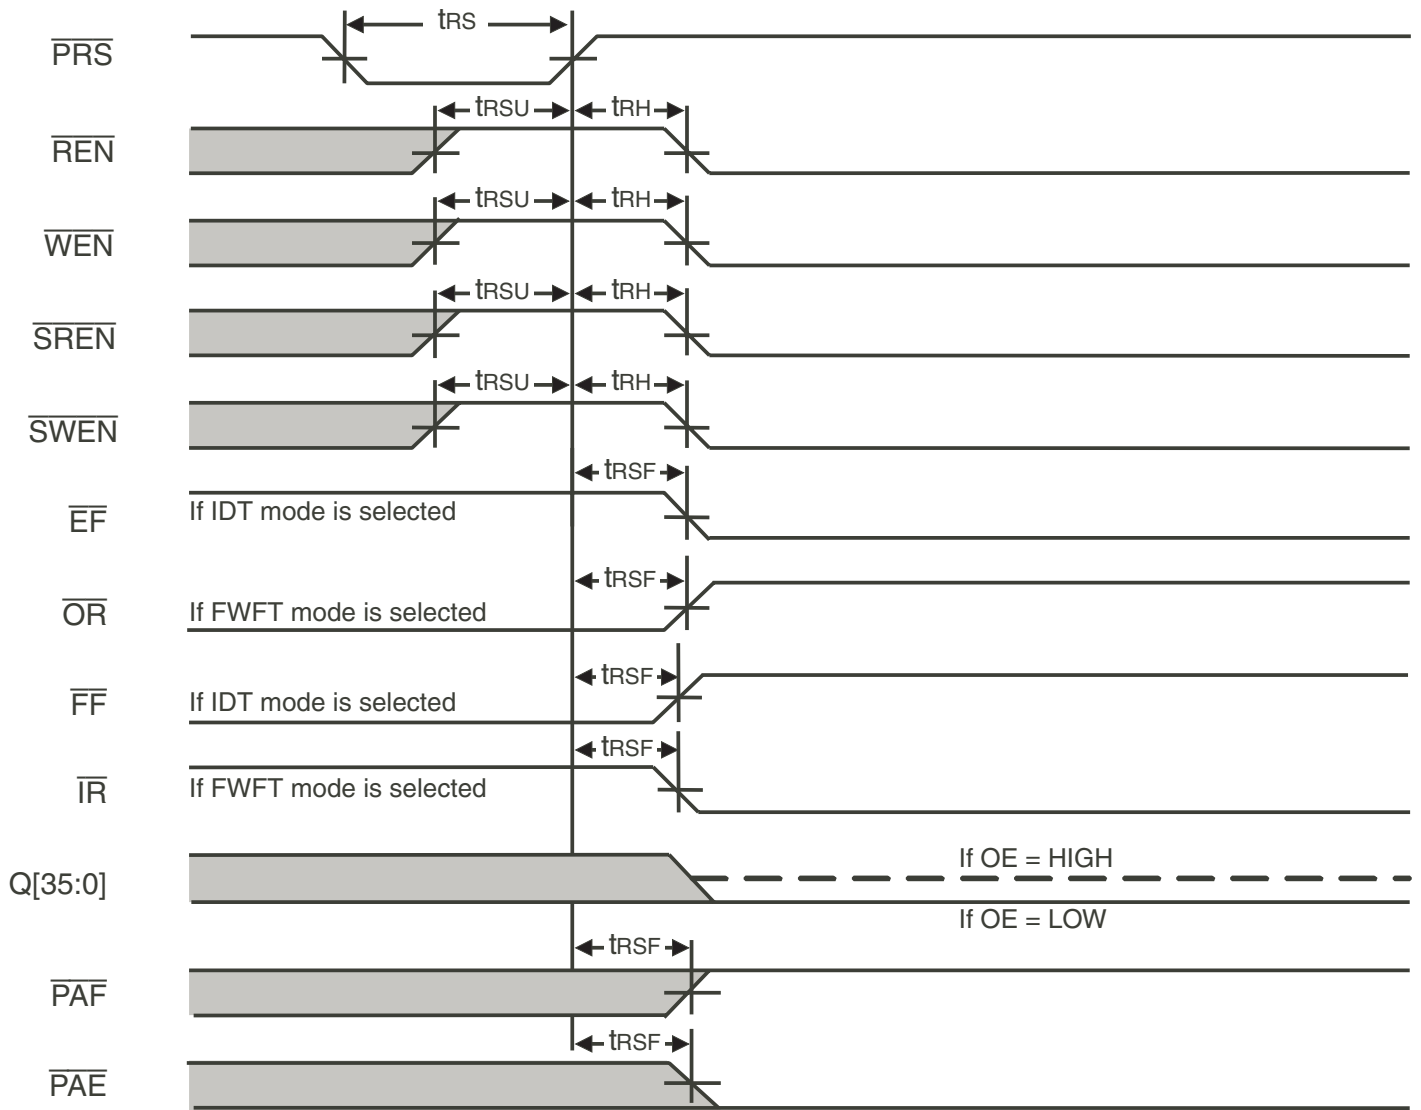 tRS
PRS
tRSU tRH
REN
tRSU tRH
WEN
tRSU tRH
SREN
tRSU tRH
SWEN
tRSF
EF If IDT mode is selected
tRSF
OR If FWFT mode is selected
tRSF
FF If IDT mode is selected
tRSF
IR If FWFT mode is selected
If OE = HIGH
Q[35:0]
If OE = LOW
tRSF
PAF
tRSF
PAE